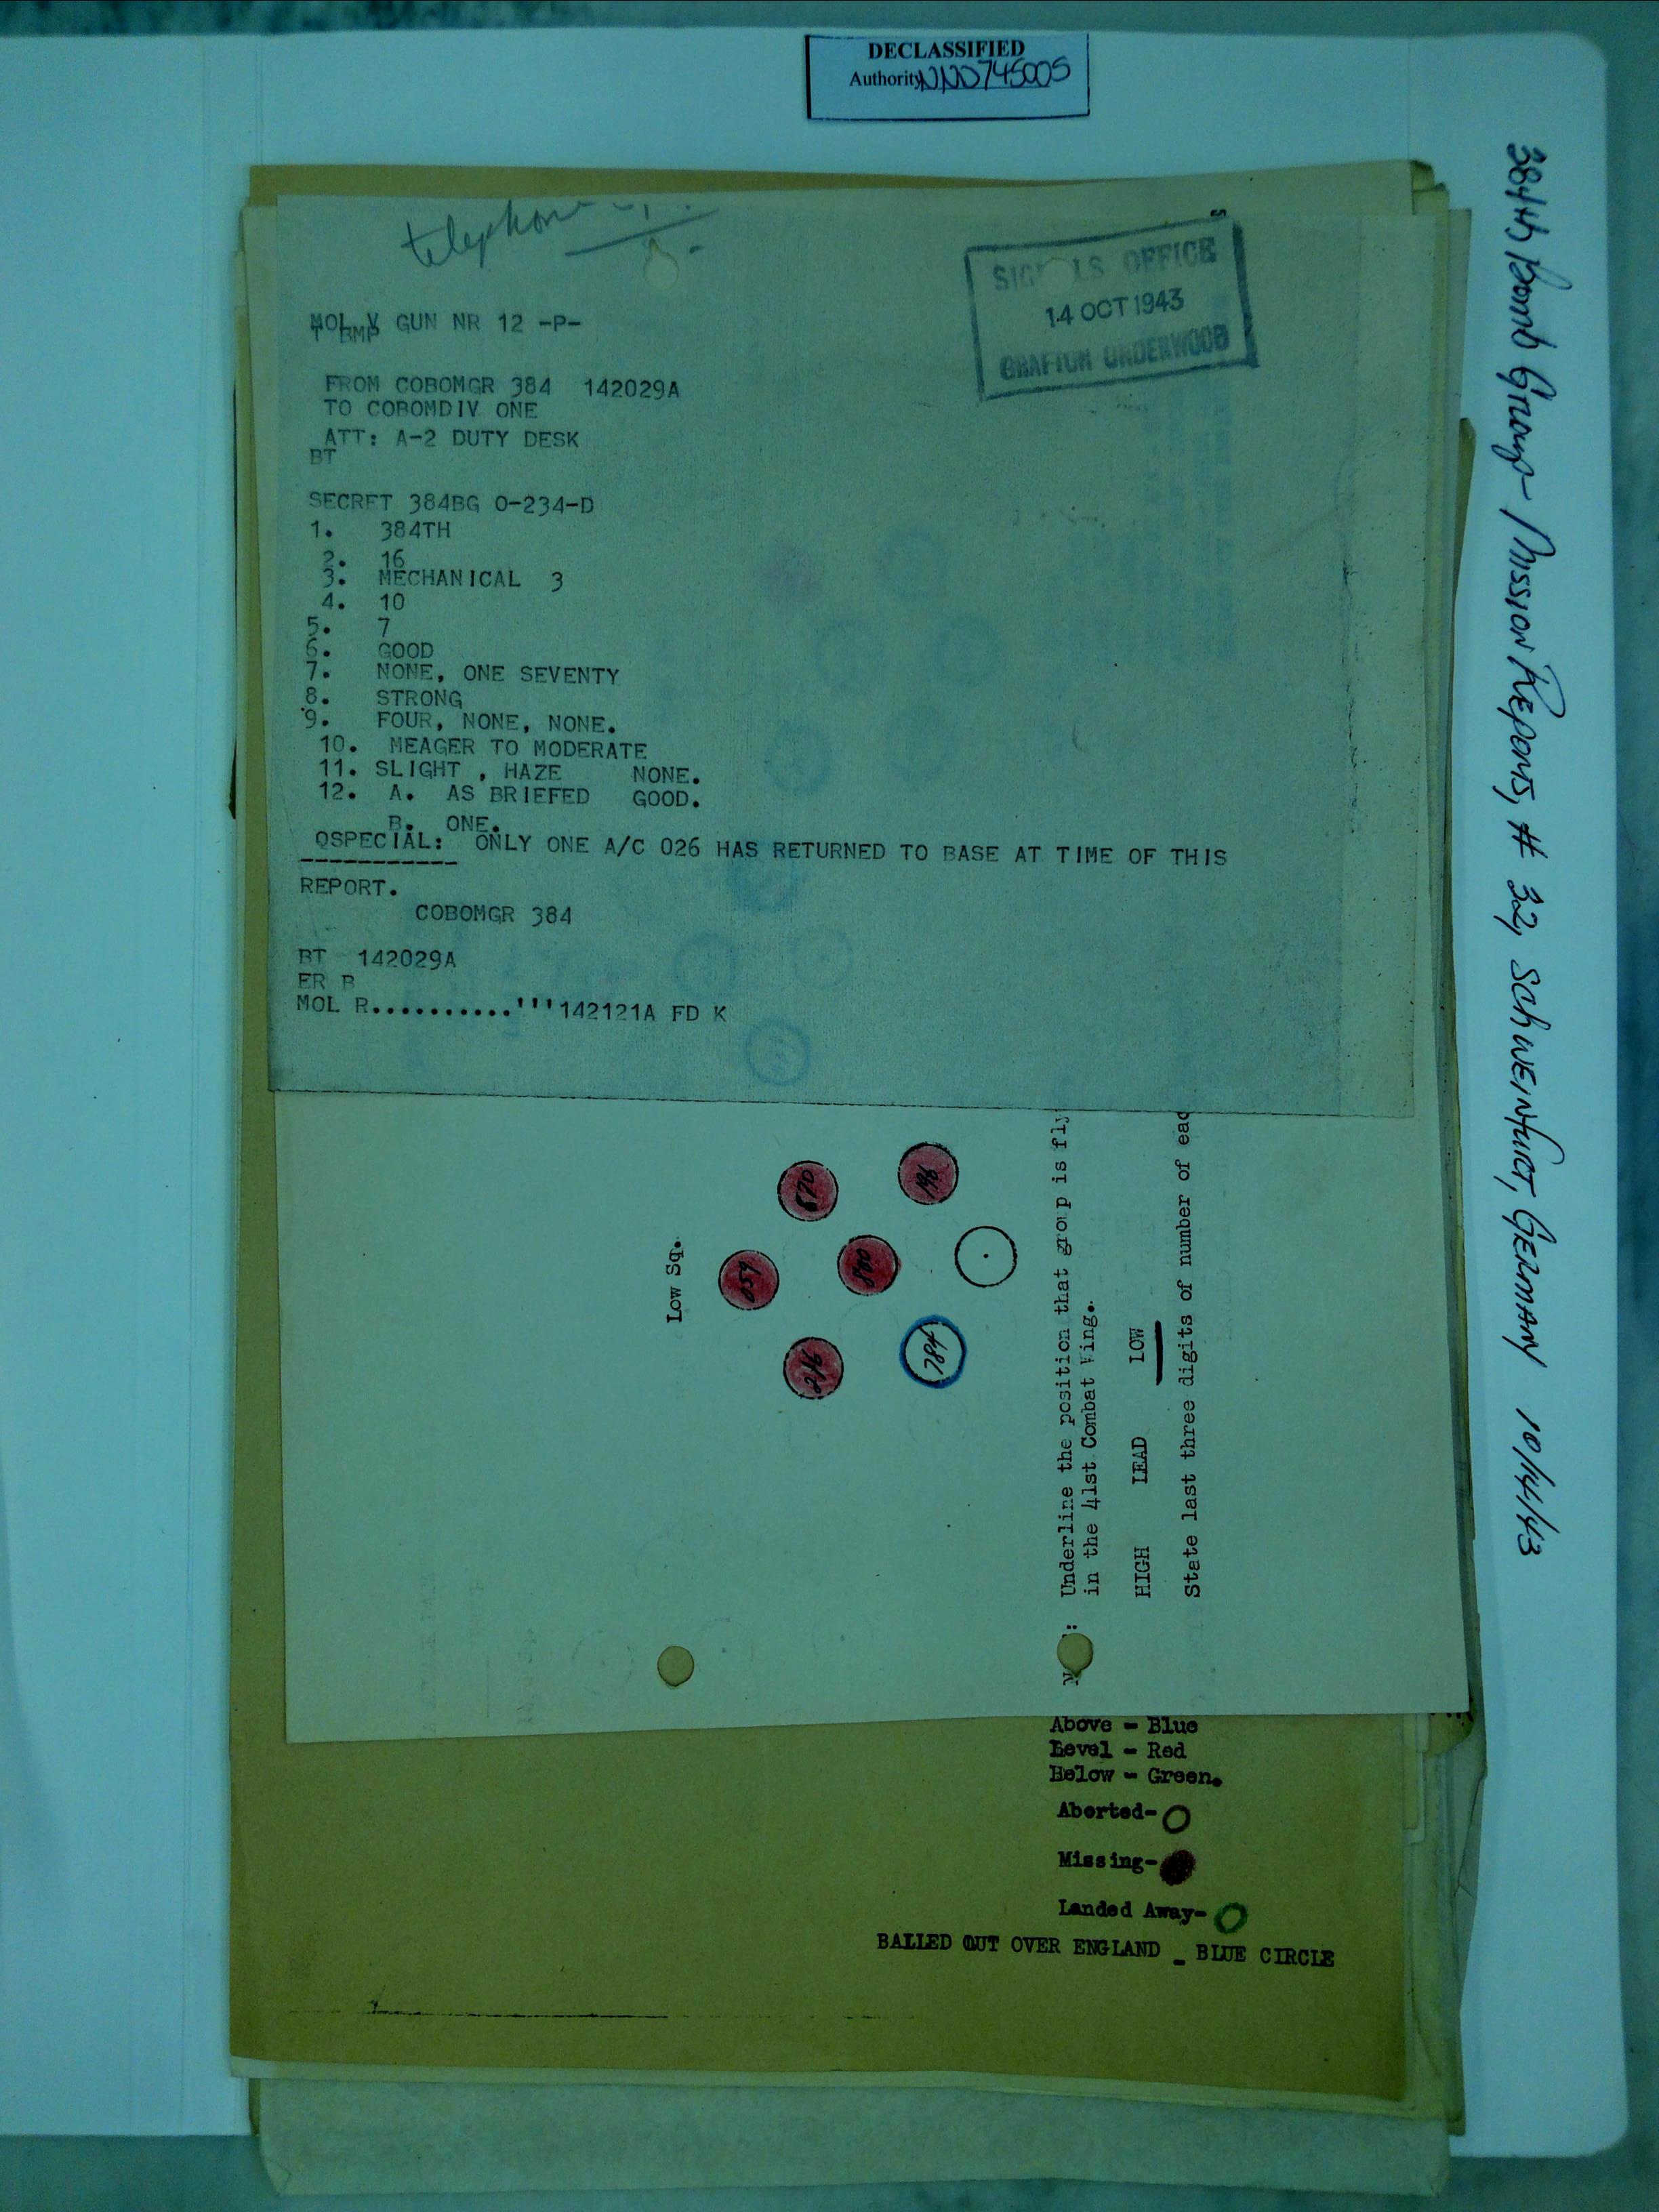 DECLASSIFIED
Authority NND 745005
384th Bomb Group - Mission Reports, # 32, SCHWEINFURT, GERMANY 10/14/43
telephone
SIGNALS OFFICE
14 OCT 1943
GRAFTON UNDERWOOD
MOL V GUN NR 12 -P-
T BMP
FROM COBOMGR 384 142029A
TO COBOMDIV ONE
ATT: A-2 DUTY DESK
BT
SECRET 384BG O-234-D
1. 384TH
2. 16
3. MECHANICAL 3
4. 10
5. 7
6. GOOD
7. NONE, ONE SEVENTY
8. STRONG
9. FOUR, NONE, NONE.
10. MEAGER TO MODERATE
11. SLIGHT , HAZE NONE.
12. A. AS BRIEFED GOOD.
B. ONE.
QSPECIAL: ONLY ONE A/C 026 HAS RETURNED TO BASE AT TIME OF THIS
REPORT.
COBOMGR 384
BT 142029A
ER B
MOL R..........'''142121A FD K
Low Sq.
059
800
784
Underline the position that group is fly
in the 41st Combat Wing.
HIGH LEAD LOW
State last three digits of number of eac
Above - Blue
Level - Red
Below - Green.
Aborted-
Missing-
Landed Away-
BALLED OUT OVER ENGLAND _ BLUE CIRCLE